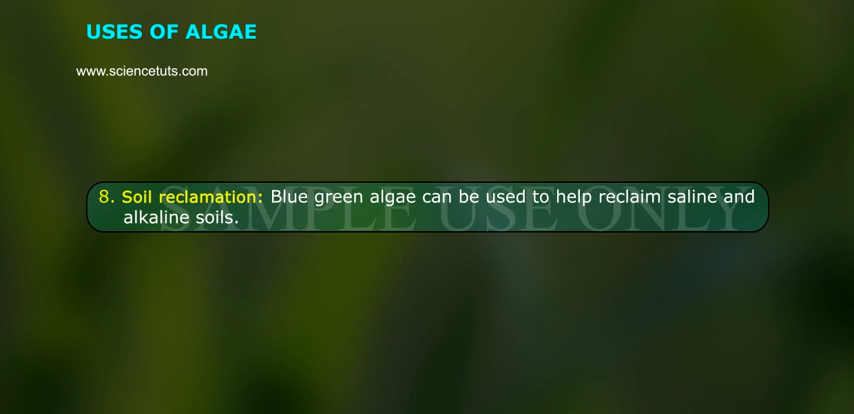 USES OF ALGAE
www.sciencetuts.com
8. Soil reclamation: Blue green algae can be used to help reclaim saline and
alkaline soils.
SAMPLE USE ONLY